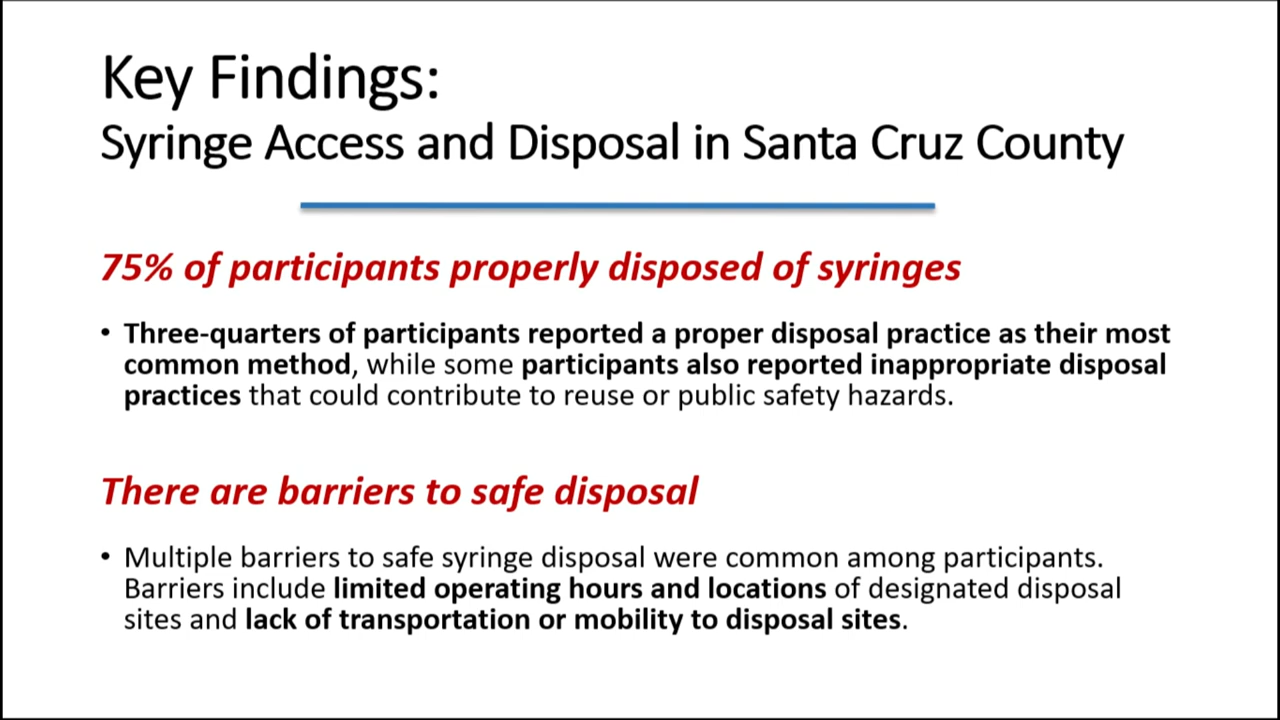 Key Findings:
Syringe Access and Disposal in Santa Cruz County
75% of participants properly disposed of syringes
• Three-quarters of participants reported a proper disposal practice as their most
common method, while some participants also reported inappropriate disposal
practices that could contribute to reuse or public safety hazards.
There are barriers to safe disposal
• Multiple barriers to safe syringe disposal were common among participants.
Barriers include limited operating hours and locations of designated disposal
sites and lack of transportation or mobility to disposal sites.